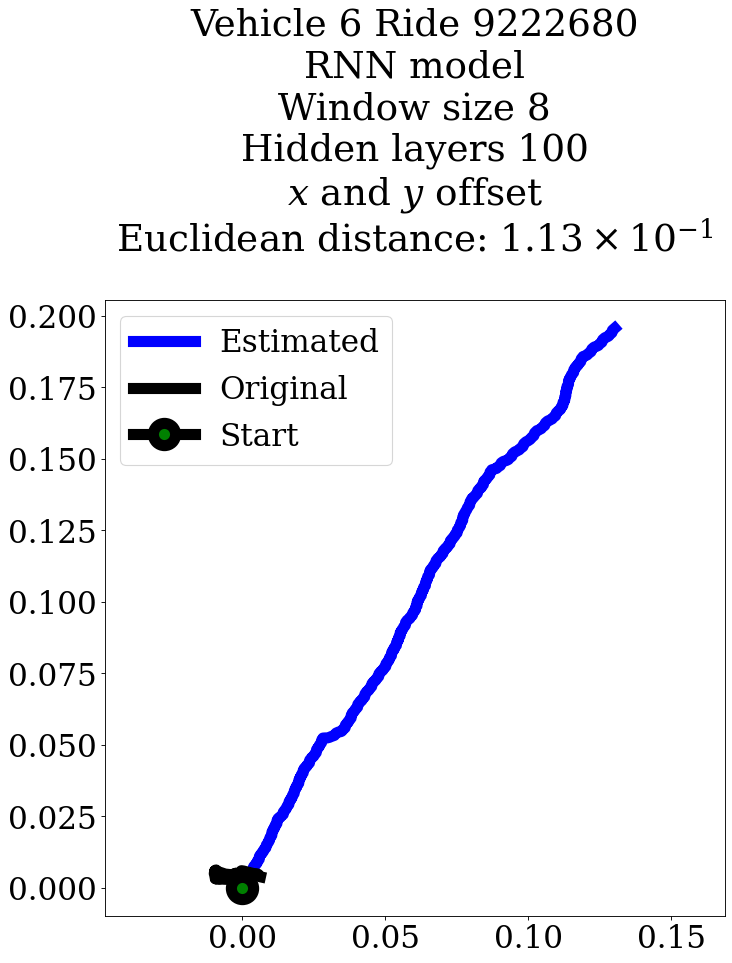 Vehicle 6 Ride 9222680
RNN model
Window size 8
Hidden layers 100
x and y offset
Euclidean distance: 1.13 × 10⁻¹
Estimated
Original
Start
0.200
0.175
0.150
0.125
0.100
0.075
0.050
0.025
0.000
0.00 0.05 0.10 0.15